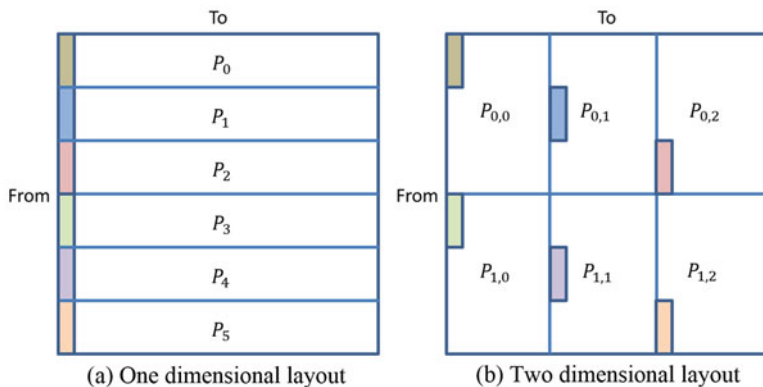 To
From
P₀
P₁
P₂
P₃
P₄
P₅
(a) One dimensional layout
To
From
P₀,₀ P₀,₁ P₀,₂
P₁,₀ P₁,₁ P₁,₂
(b) Two dimensional layout